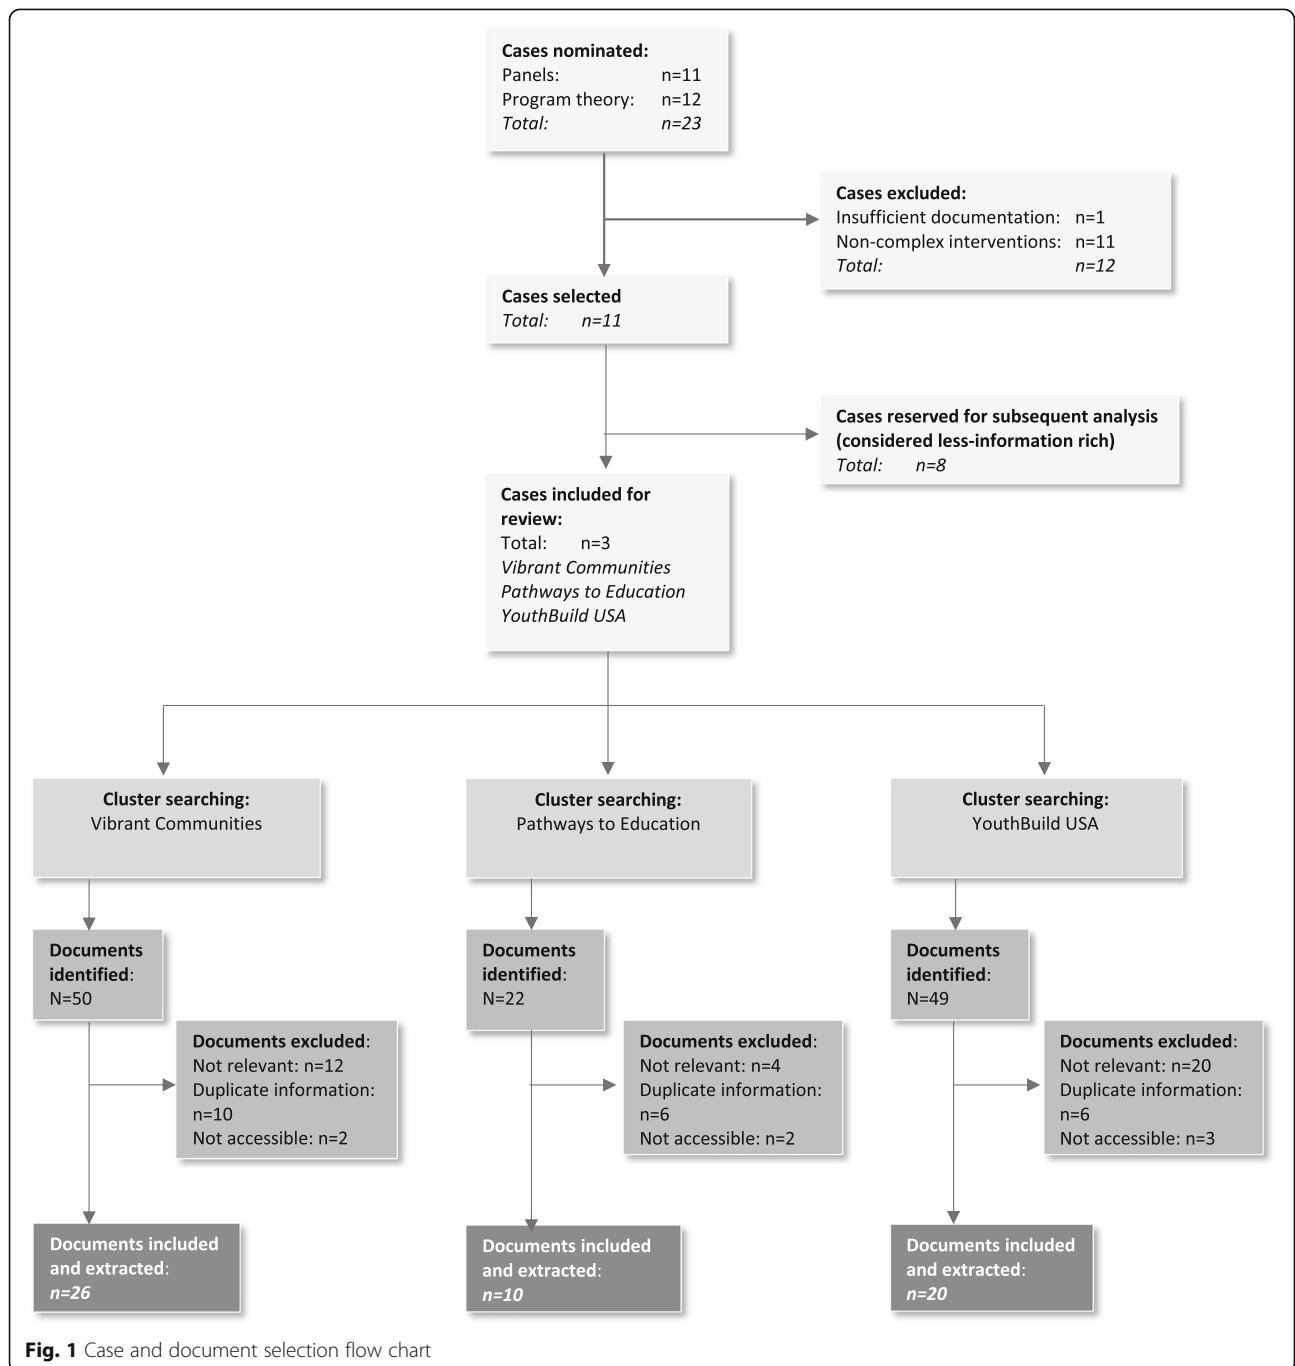 Cases nominated:
Panels: n=11
Program theory: n=12
Total: n=23
Cases excluded:
Insufficient documentation: n=1
Non-complex interventions: n=11
Total: n=12
Cases selected
Total: n=11
Cases reserved for subsequent analysis
(considered less-information rich)
Total: n=8
Cases included for
review:
Total: n=3
Vibrant Communities
Pathways to Education
YouthBuild USA
Cluster searching:
Vibrant Communities
Cluster searching:
Pathways to Education
Cluster searching:
YouthBuild USA
Documents
identified:
N=50
Documents
identified:
N=22
Documents
identified:
N=49
Documents excluded:
Not relevant: n=12
Duplicate information:
n=10
Not accessible: n=2
Documents excluded:
Not relevant: n=4
Duplicate information:
n=6
Not accessible: n=2
Documents excluded:
Not relevant: n=20
Duplicate information:
n=6
Not accessible: n=3
Documents included
and extracted:
n=26
Documents included
and extracted:
n=10
Documents included
and extracted:
n=20
Fig. 1 Case and document selection flow chart